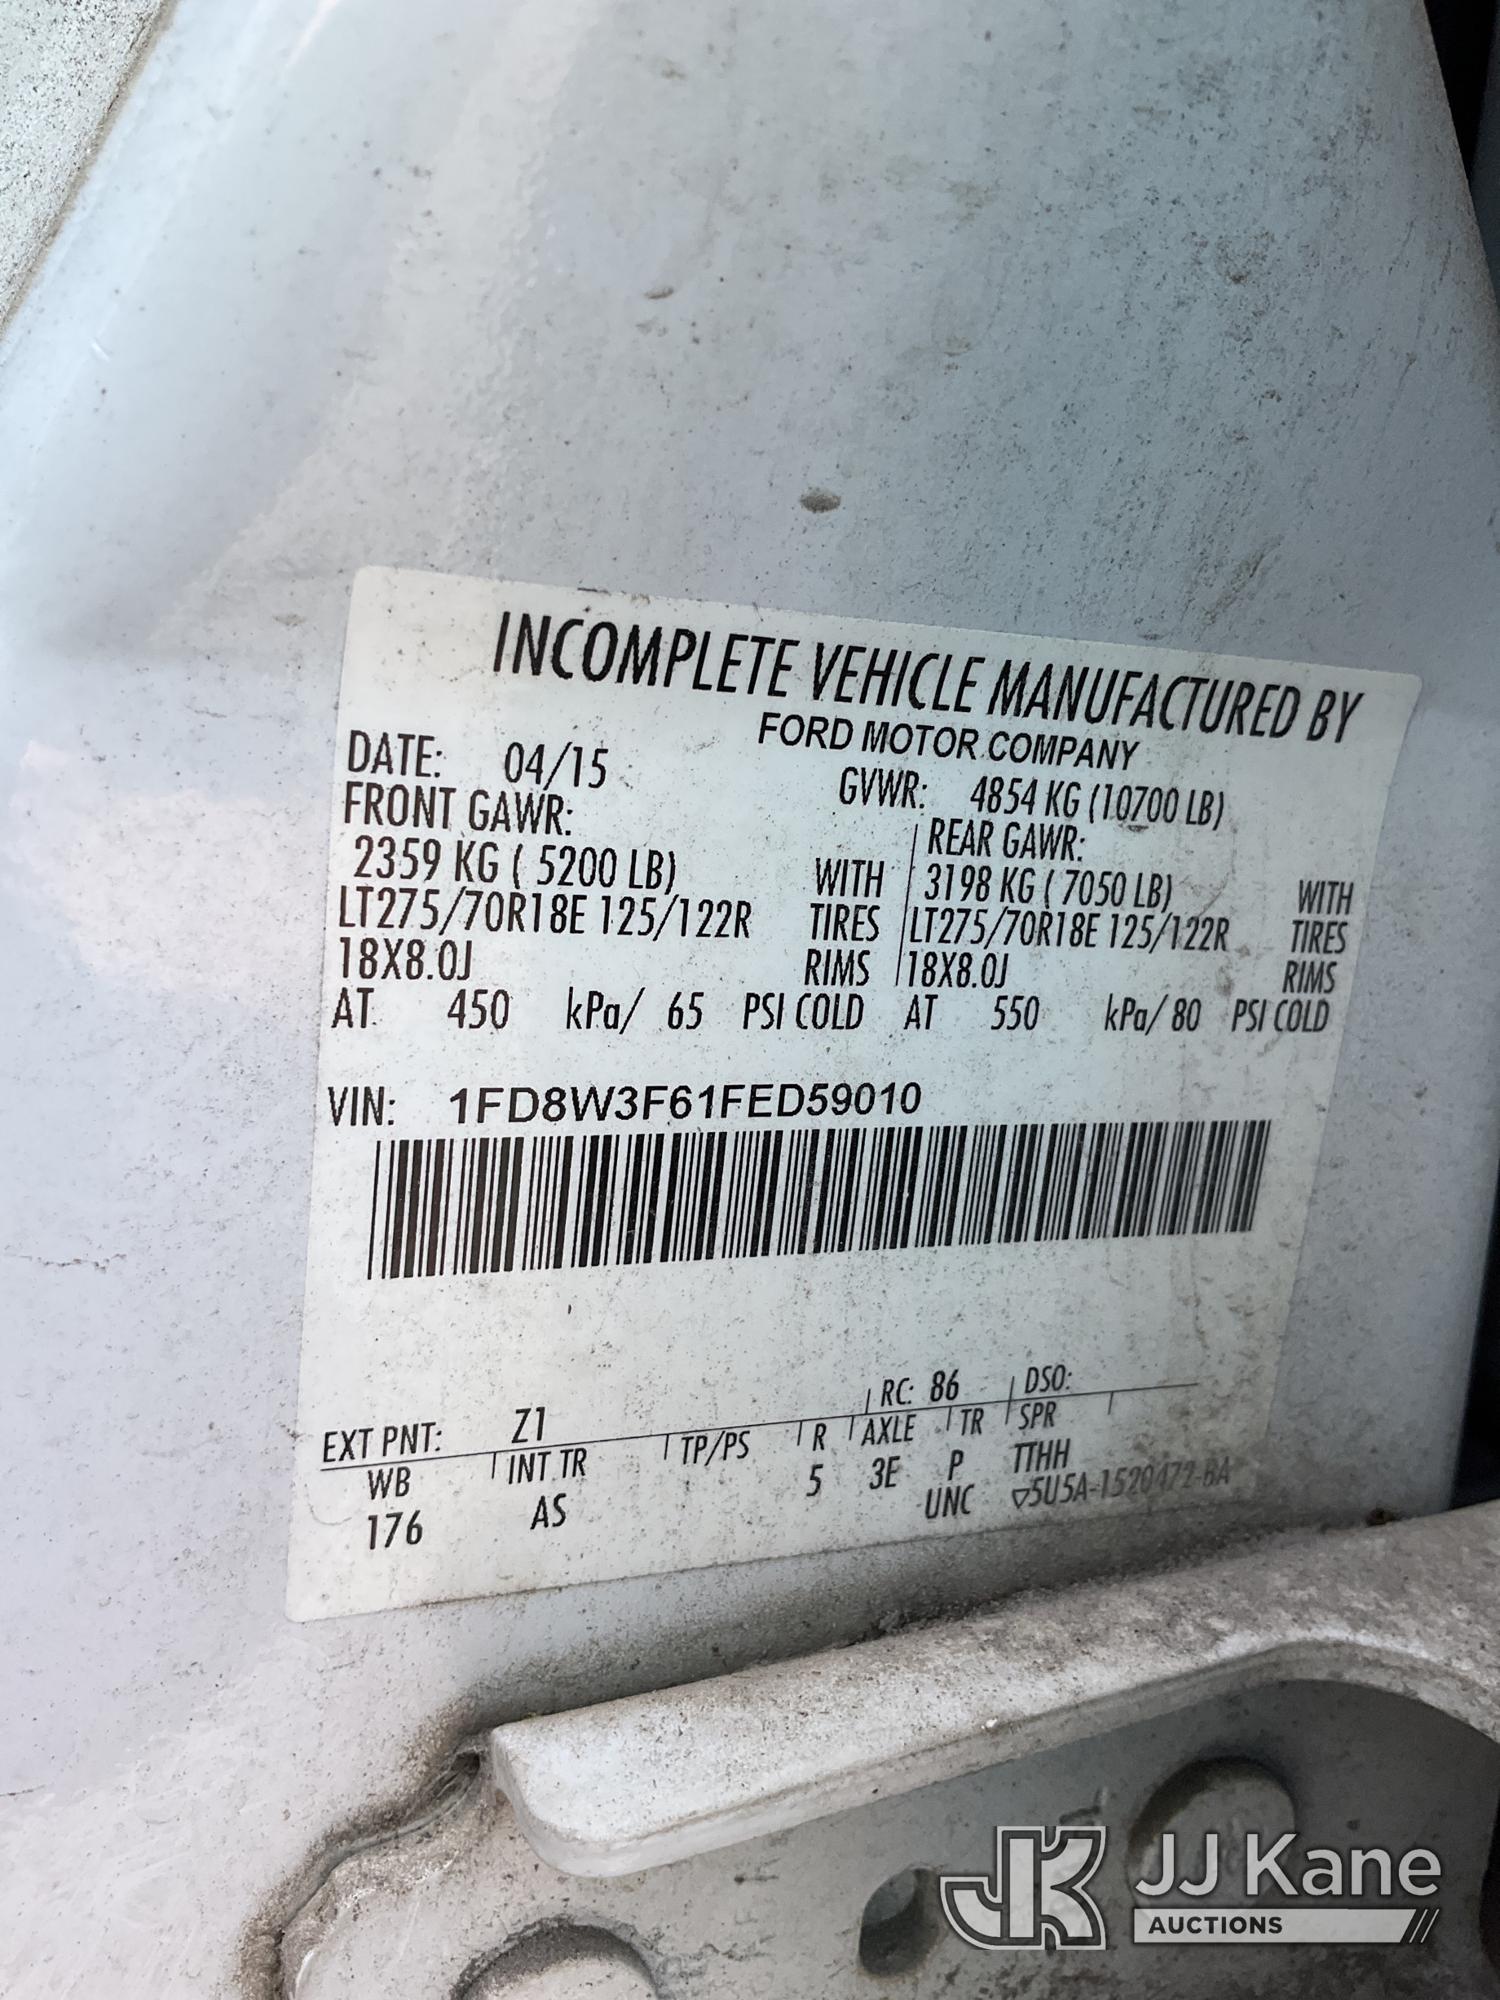 INCOMPLETE VEHICLE MANUFACTURED BY
FORD MOTOR COMPANY
DATE: 04/15 GVWR: 4854 KG (10700 LB)
FRONT GAWR: REAR GAWR:
2359 KG ( 5200 LB) WITH 3198 KG ( 7050 LB) WITH
LT275/70R18E 125/122R TIRES LT275/70R18E 125/122R TIRES
18X8.0J RIMS 18X8.0J RIMS
AT 450 kPa/ 65 PSI COLD AT 550 kPa/ 80 PSI COLD
VIN: 1FD8W3F61FED59010
EXT PNT: Z1 RC: 86 DSO:
WB INT TR TP/PS R AXLE TR SPR
176 AS 5 3E P TTHH
UNC ▽5U5A-1520472-BA
JK JJ Kane
AUCTIONS